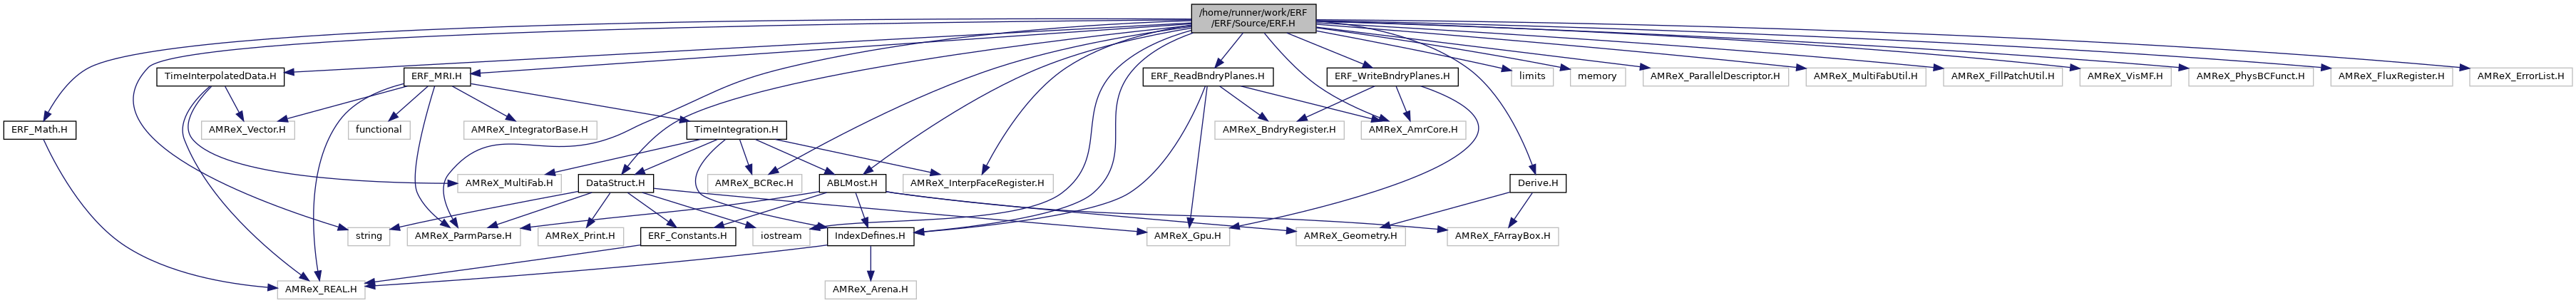 /home/runner/work/ERF
/ERF/Source/ERF.H
TimeInterpolatedData.H
ERF_MRI.H
ERF_ReadBndryPlanes.H
ERF_WriteBndryPlanes.H
limits
memory
AMReX_ParallelDescriptor.H
AMReX_MultiFabUtil.H
AMReX_FillPatchUtil.H
AMReX_VisMF.H
AMReX_PhysBCFunct.H
AMReX_FluxRegister.H
AMReX_ErrorList.H
ERF_Math.H
AMReX_Vector.H
functional
AMReX_IntegratorBase.H
TimeIntegration.H
AMReX_BndryRegister.H
AMReX_AmrCore.H
AMReX_MultiFab.H
DataStruct.H
AMReX_BCRec.H
ABLMost.H
AMReX_InterpFaceRegister.H
Derive.H
string
AMReX_ParmParse.H
AMReX_Print.H
ERF_Constants.H
iostream
IndexDefines.H
AMReX_Gpu.H
AMReX_Geometry.H
AMReX_FArrayBox.H
AMReX_REAL.H
AMReX_Arena.H